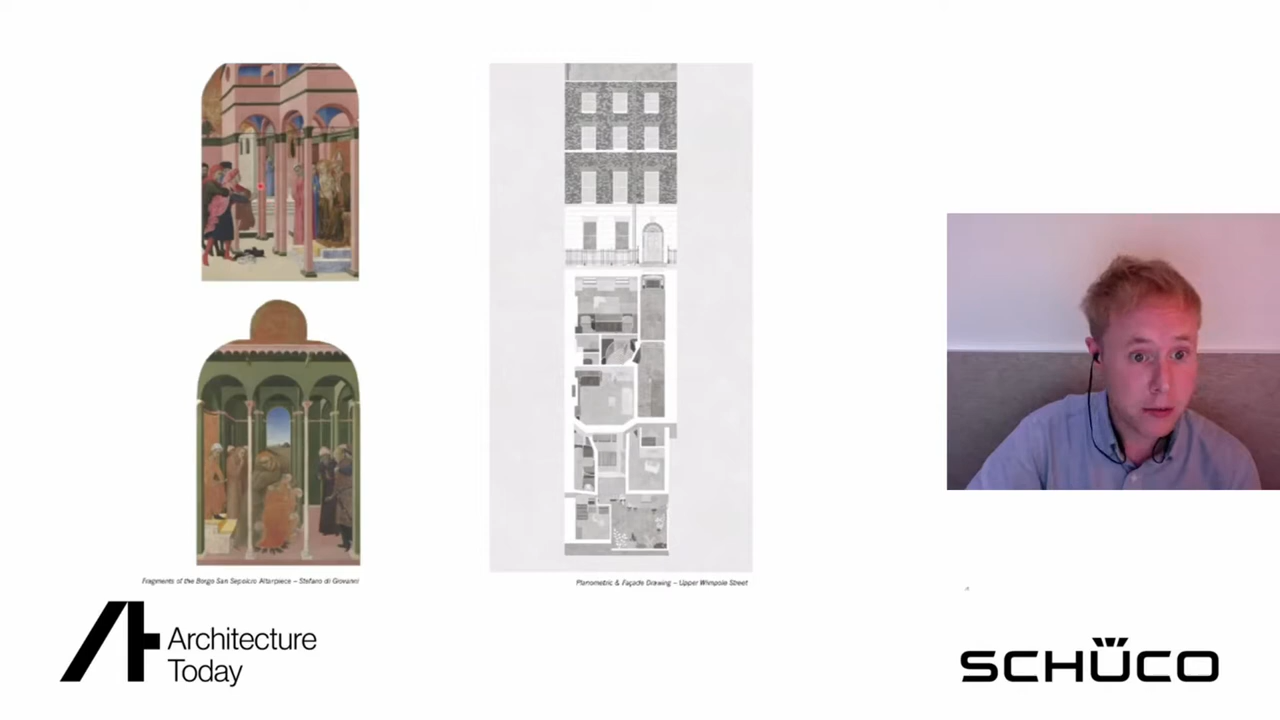 Fragments of the Borgo San Sepolcro Altarpiece – Stefano di Giovanni
Planometric & Façade Drawing – Upper Wimpole Street
Architecture
Today
SCHÜCO